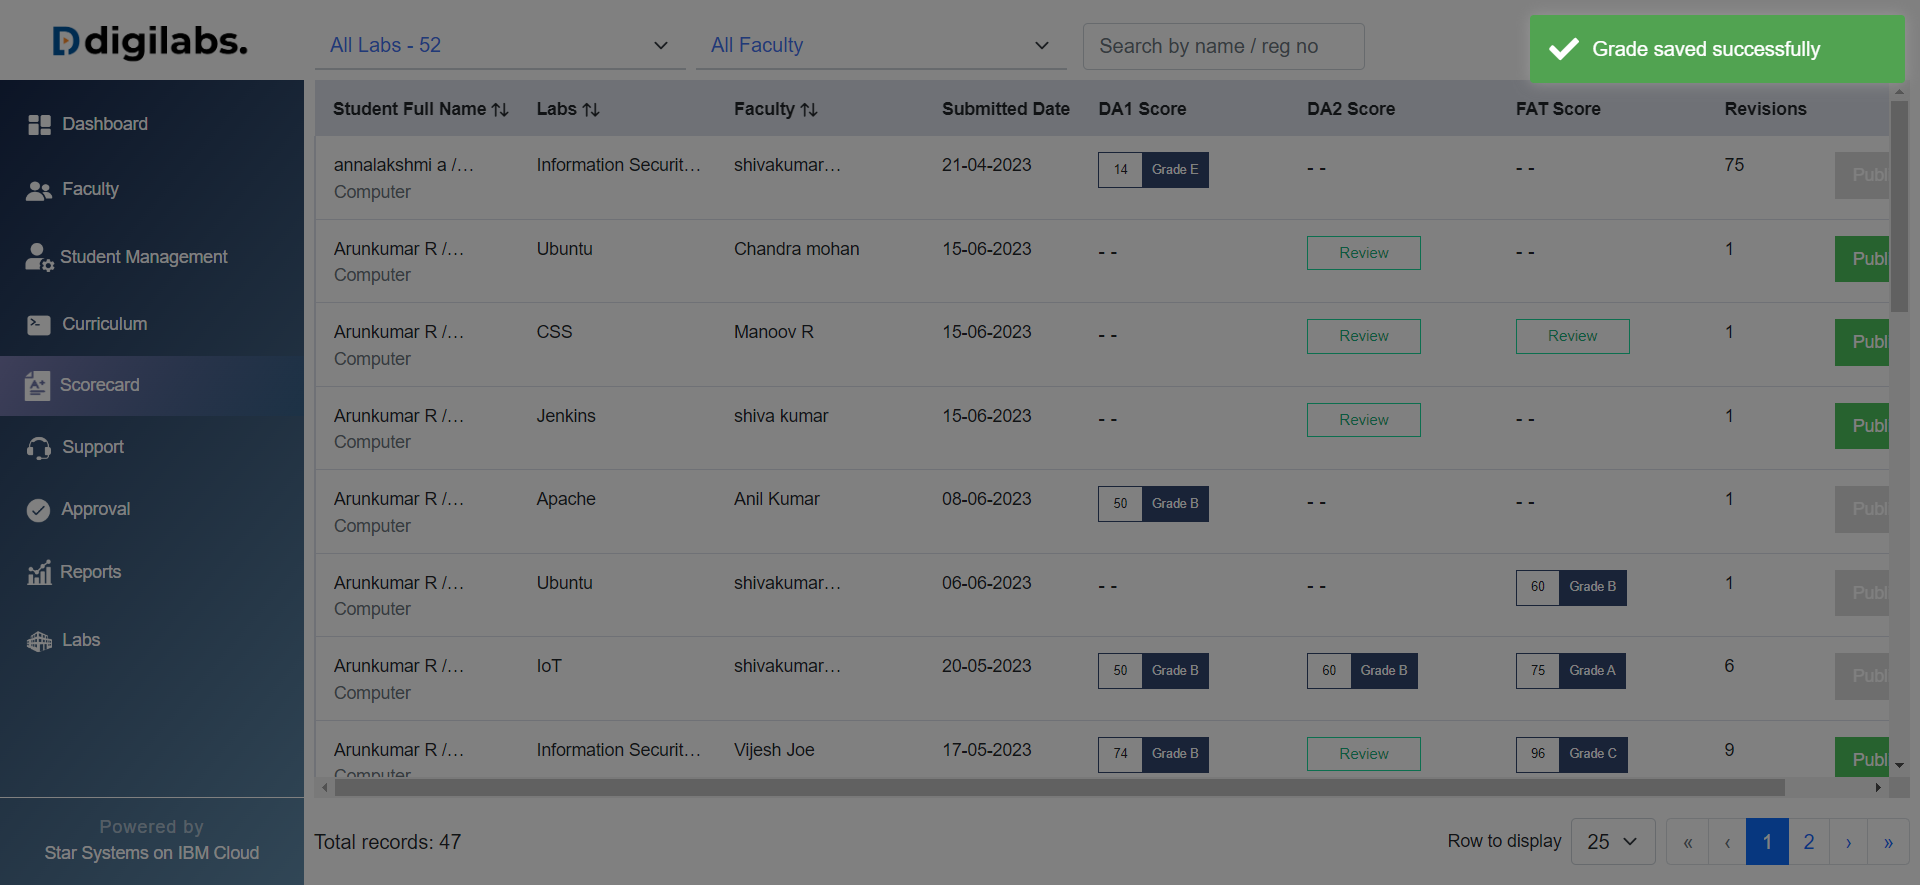 digilabs.
All Labs - 52
All Faculty
Search by name / reg no
Grade saved successfully
Dashboard
Faculty
Student Management
Curriculum
Scorecard
Support
Approval
Reports
Labs
Powered by
Star Systems on IBM Cloud
Student Full Name Labs Faculty Submitted Date DA1 Score DA2 Score FAT Score Revisions
annalakshmi a /... Information Securit... shivakumar... 21-04-2023 14 Grade E - - - - 75 Publ
Computer
Arunkumar R /... Ubuntu Chandra mohan 15-06-2023 - - Review - - 1 Publ
Computer
Arunkumar R /... CSS Manoov R 15-06-2023 - - Review Review 1 Publ
Computer
Arunkumar R /... Jenkins shiva kumar 15-06-2023 - - Review - - 1 Publ
Computer
Arunkumar R /... Apache Anil Kumar 08-06-2023 50 Grade B - - - - 1 Publ
Computer
Arunkumar R /... Ubuntu shivakumar... 06-06-2023 - - - - 60 Grade B 1 Publ
Computer
Arunkumar R /... IoT shivakumar... 20-05-2023 50 Grade B 60 Grade B 75 Grade A 6 Publ
Computer
Arunkumar R /... Information Securit... Vijesh Joe 17-05-2023 74 Grade B Review 96 Grade C 9 Publ
Computer
Total records: 47
Row to display 25 « ‹ 1 2 › »